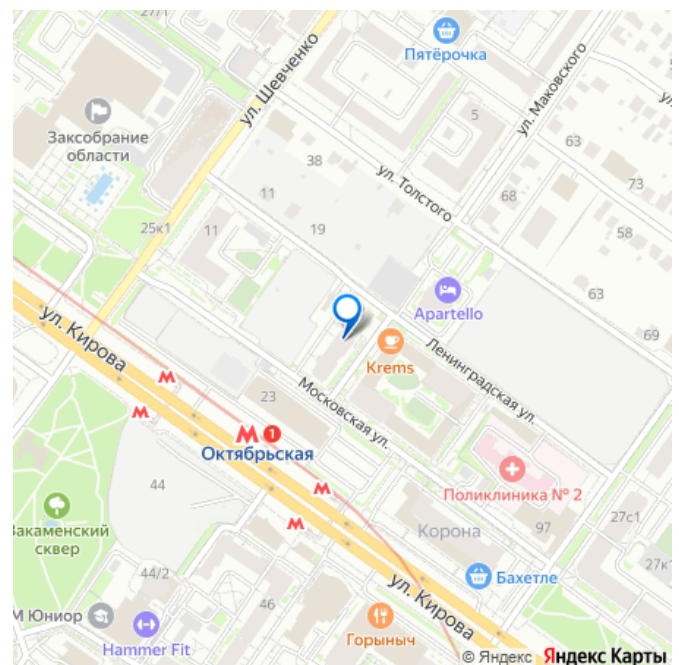 Пятёрочка
ул. Шевченко
ул. Маковского
Заксобрание
области
5
63
38
73
ул. Толстого
11
68
25к1
11
19
58
Apartello
63
ул. Кирова
69
Krems
Ленинградская ул.
23
Московская ул.
1
Октябрьская
44
Поликлиника № 2
Закаменский
сквер
Корона
97
27с1
44/2
Бахетле
27к1
М Юниор
46
ул. Кирова
Hammer Fit
Горыныч
© Яндекс Яндекс Карты